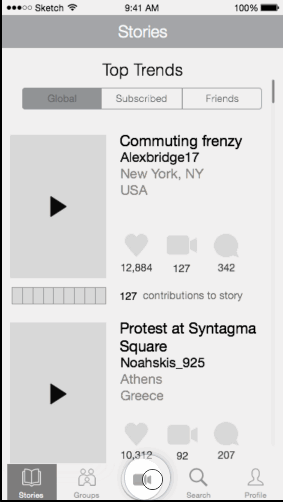 Sketch 9:41 AM 100%
Stories
Top Trends
Global Subscribed Friends
Commuting frenzy
Alexbridge17
New York, NY
USA
12,884 127 342
127 contributions to story
Protest at Syntagma
Square
Noahskis_925
Athens
Greece
10,312 92 207
Stories Groups Search Profile